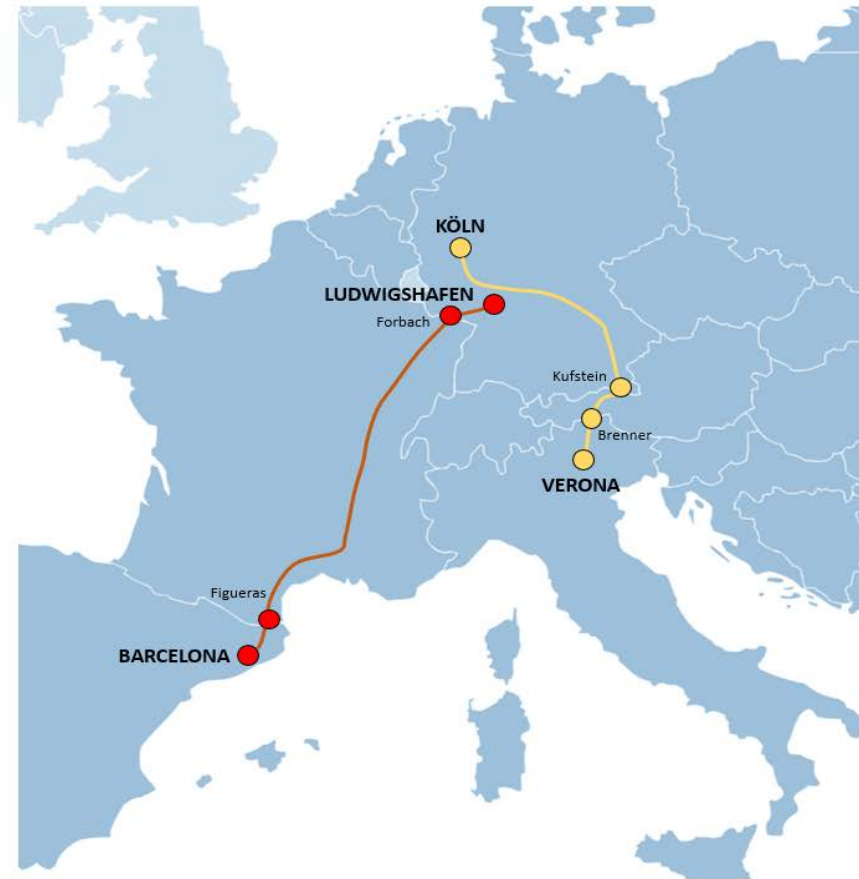 KÖLN
LUDWIGSHAFEN
Forbach
Kufstein
Brenner
VERONA
Figueras
BARCELONA